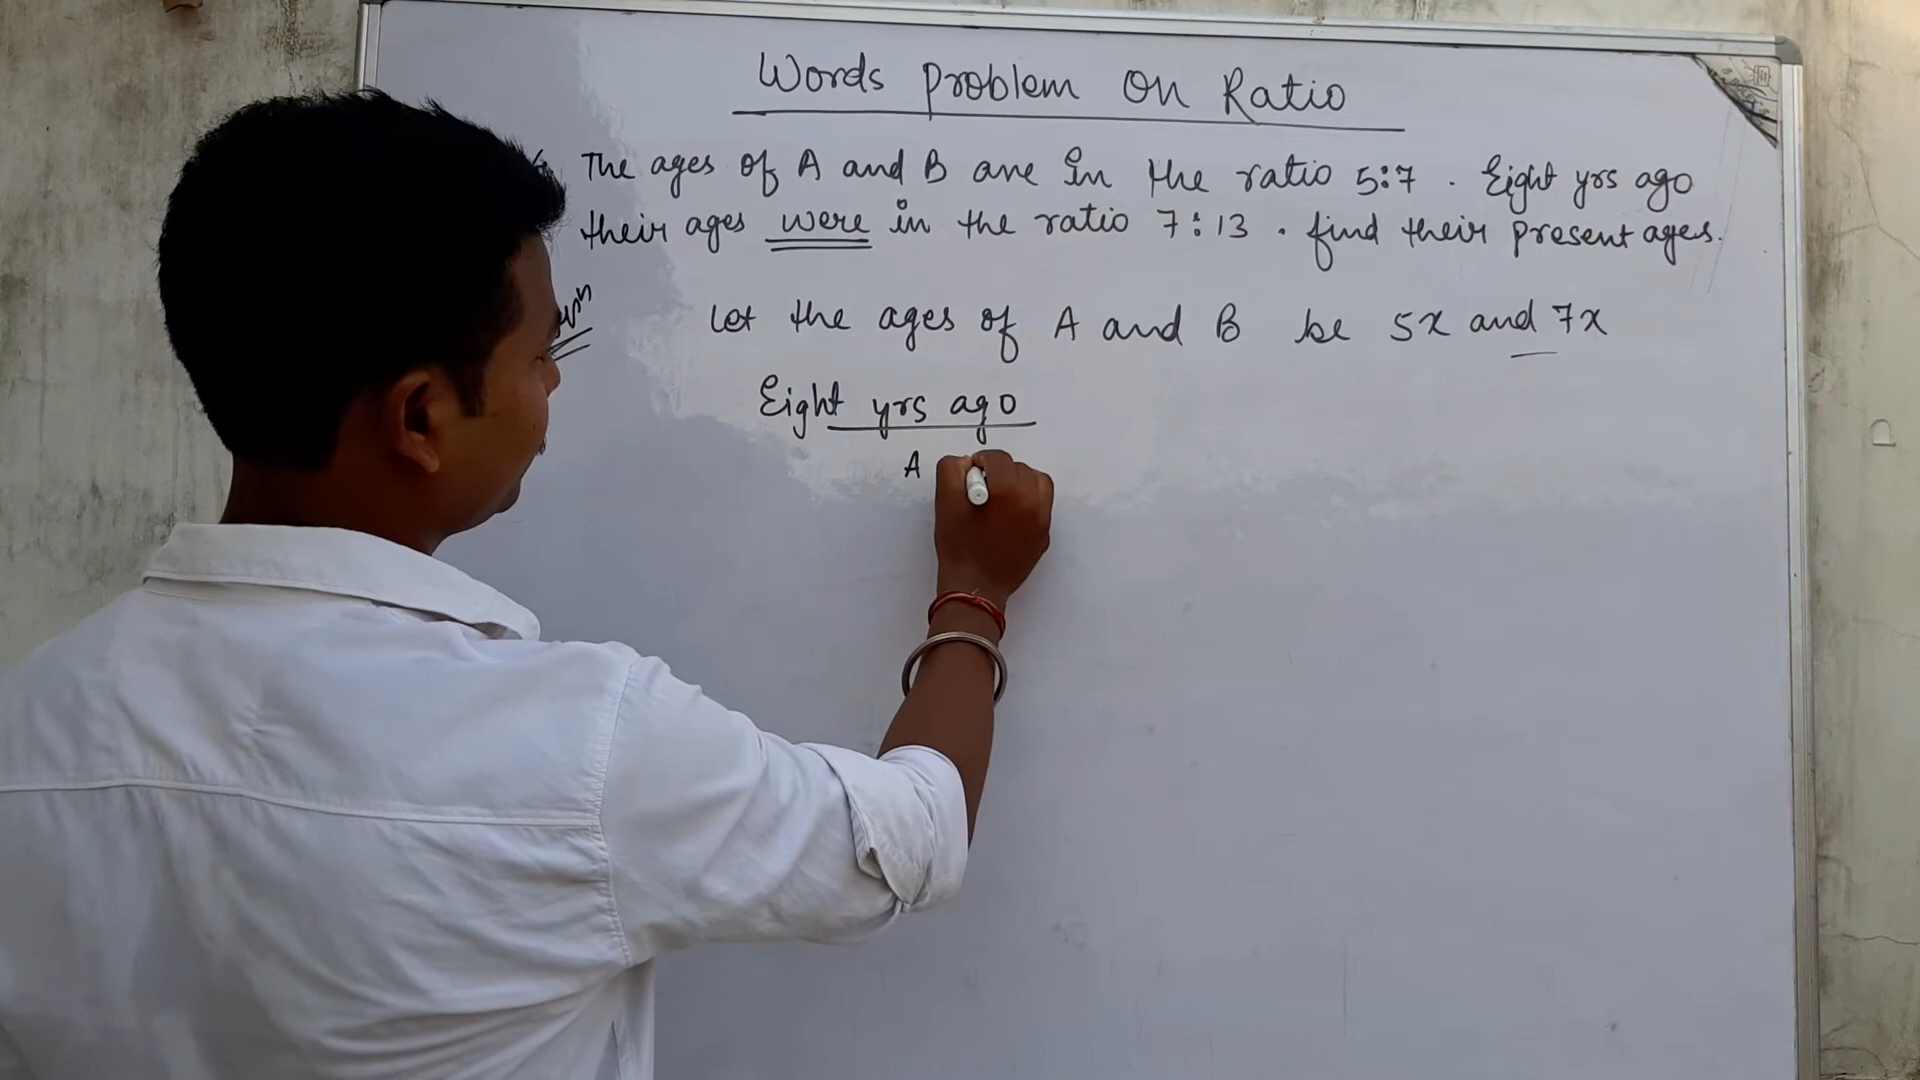 Words Problem On Ratio
The ages of A and B are in the ratio 5:7 . Eight yrs ago
their ages were in the ratio 7:13 . find their present ages.
Let the ages of A and B be 5x and 7x
Eight yrs ago
A